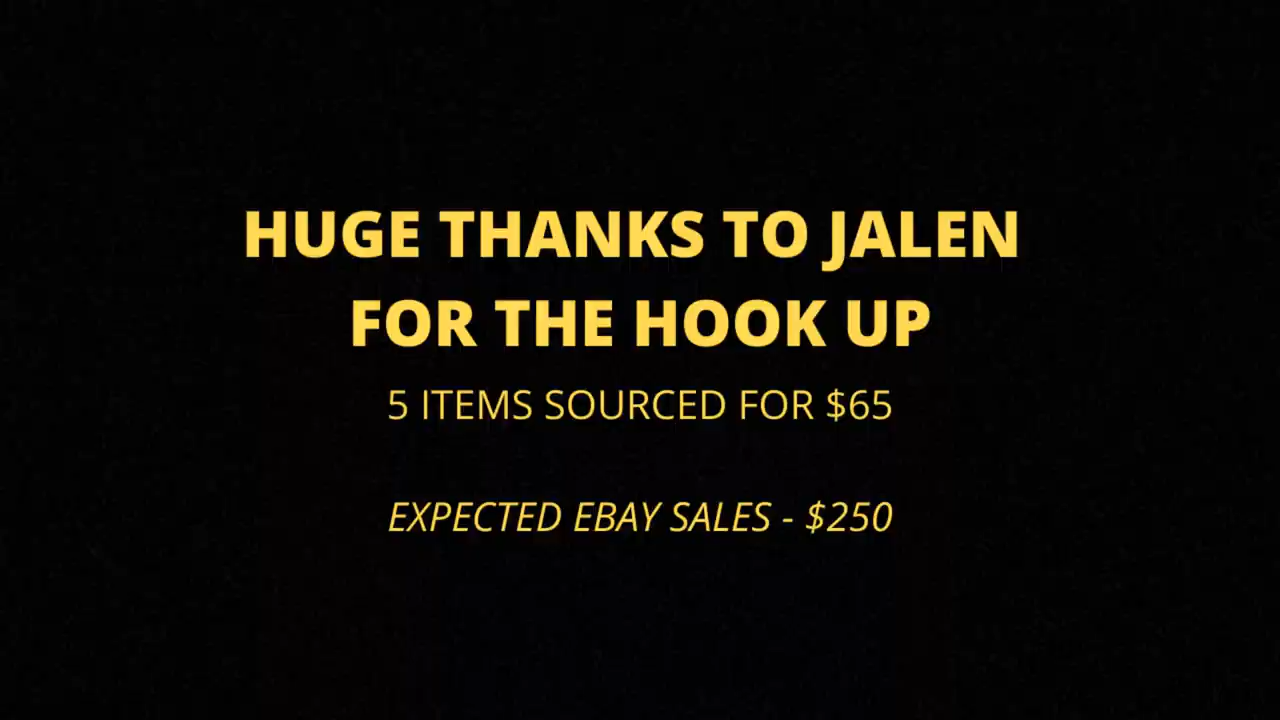 HUGE THANKS TO JALEN
FOR THE HOOK UP
5 ITEMS SOURCED FOR $65
EXPECTED EBAY SALES - $250